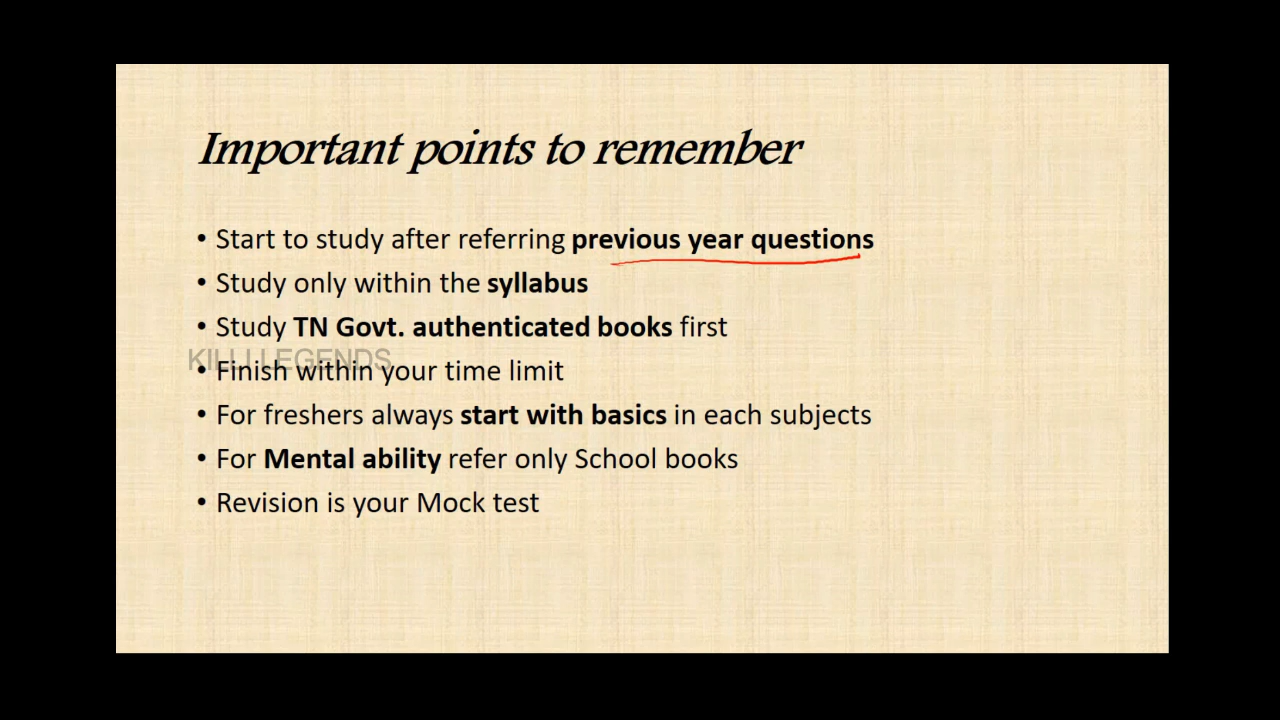 Important points to remember
• Start to study after referring previous year questions
• Study only within the syllabus
• Study TN Govt. authenticated books first
KILLI LEGENDS
• Finish within your time limit
• For freshers always start with basics in each subjects
• For Mental ability refer only School books
• Revision is your Mock test